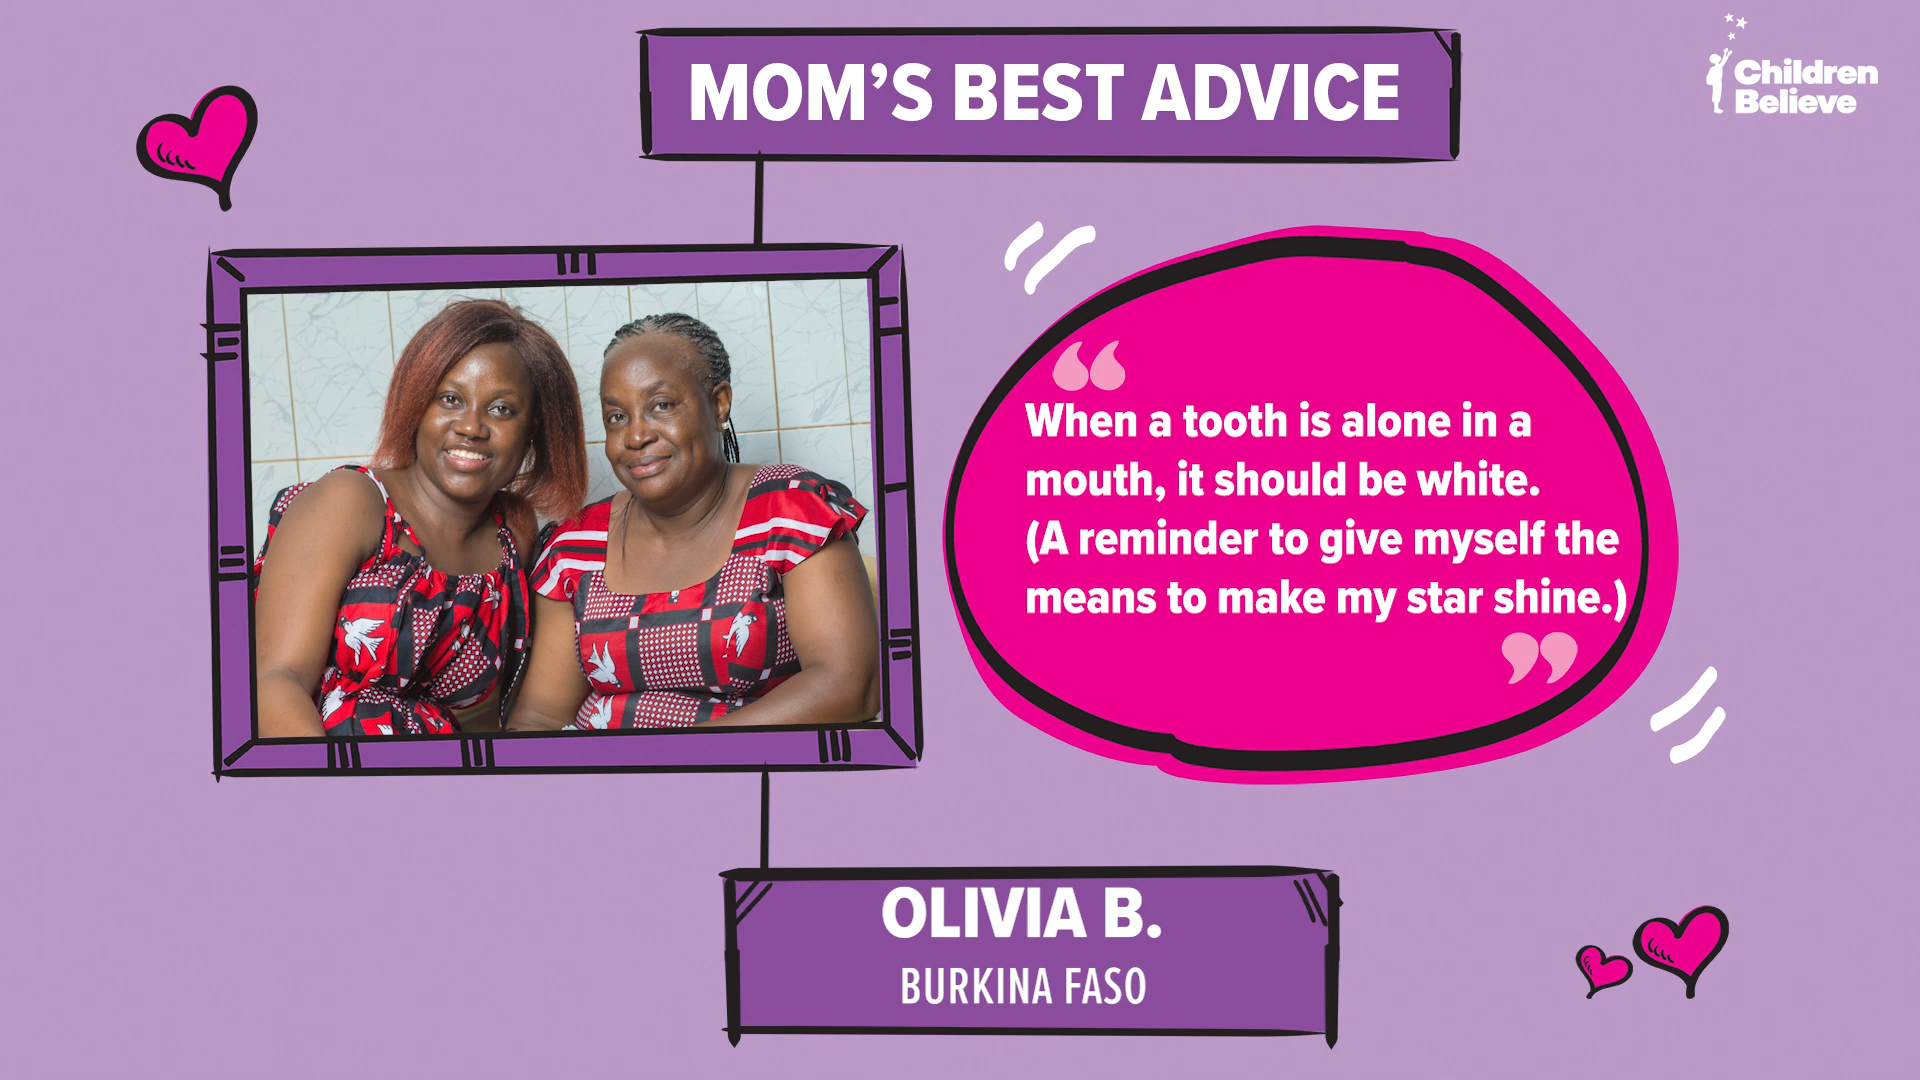 MOM’S BEST ADVICE
Children
Believe
“
When a tooth is alone in a
mouth, it should be white.
(A reminder to give myself the
means to make my star shine.)
”
OLIVIA B.
BURKINA FASO